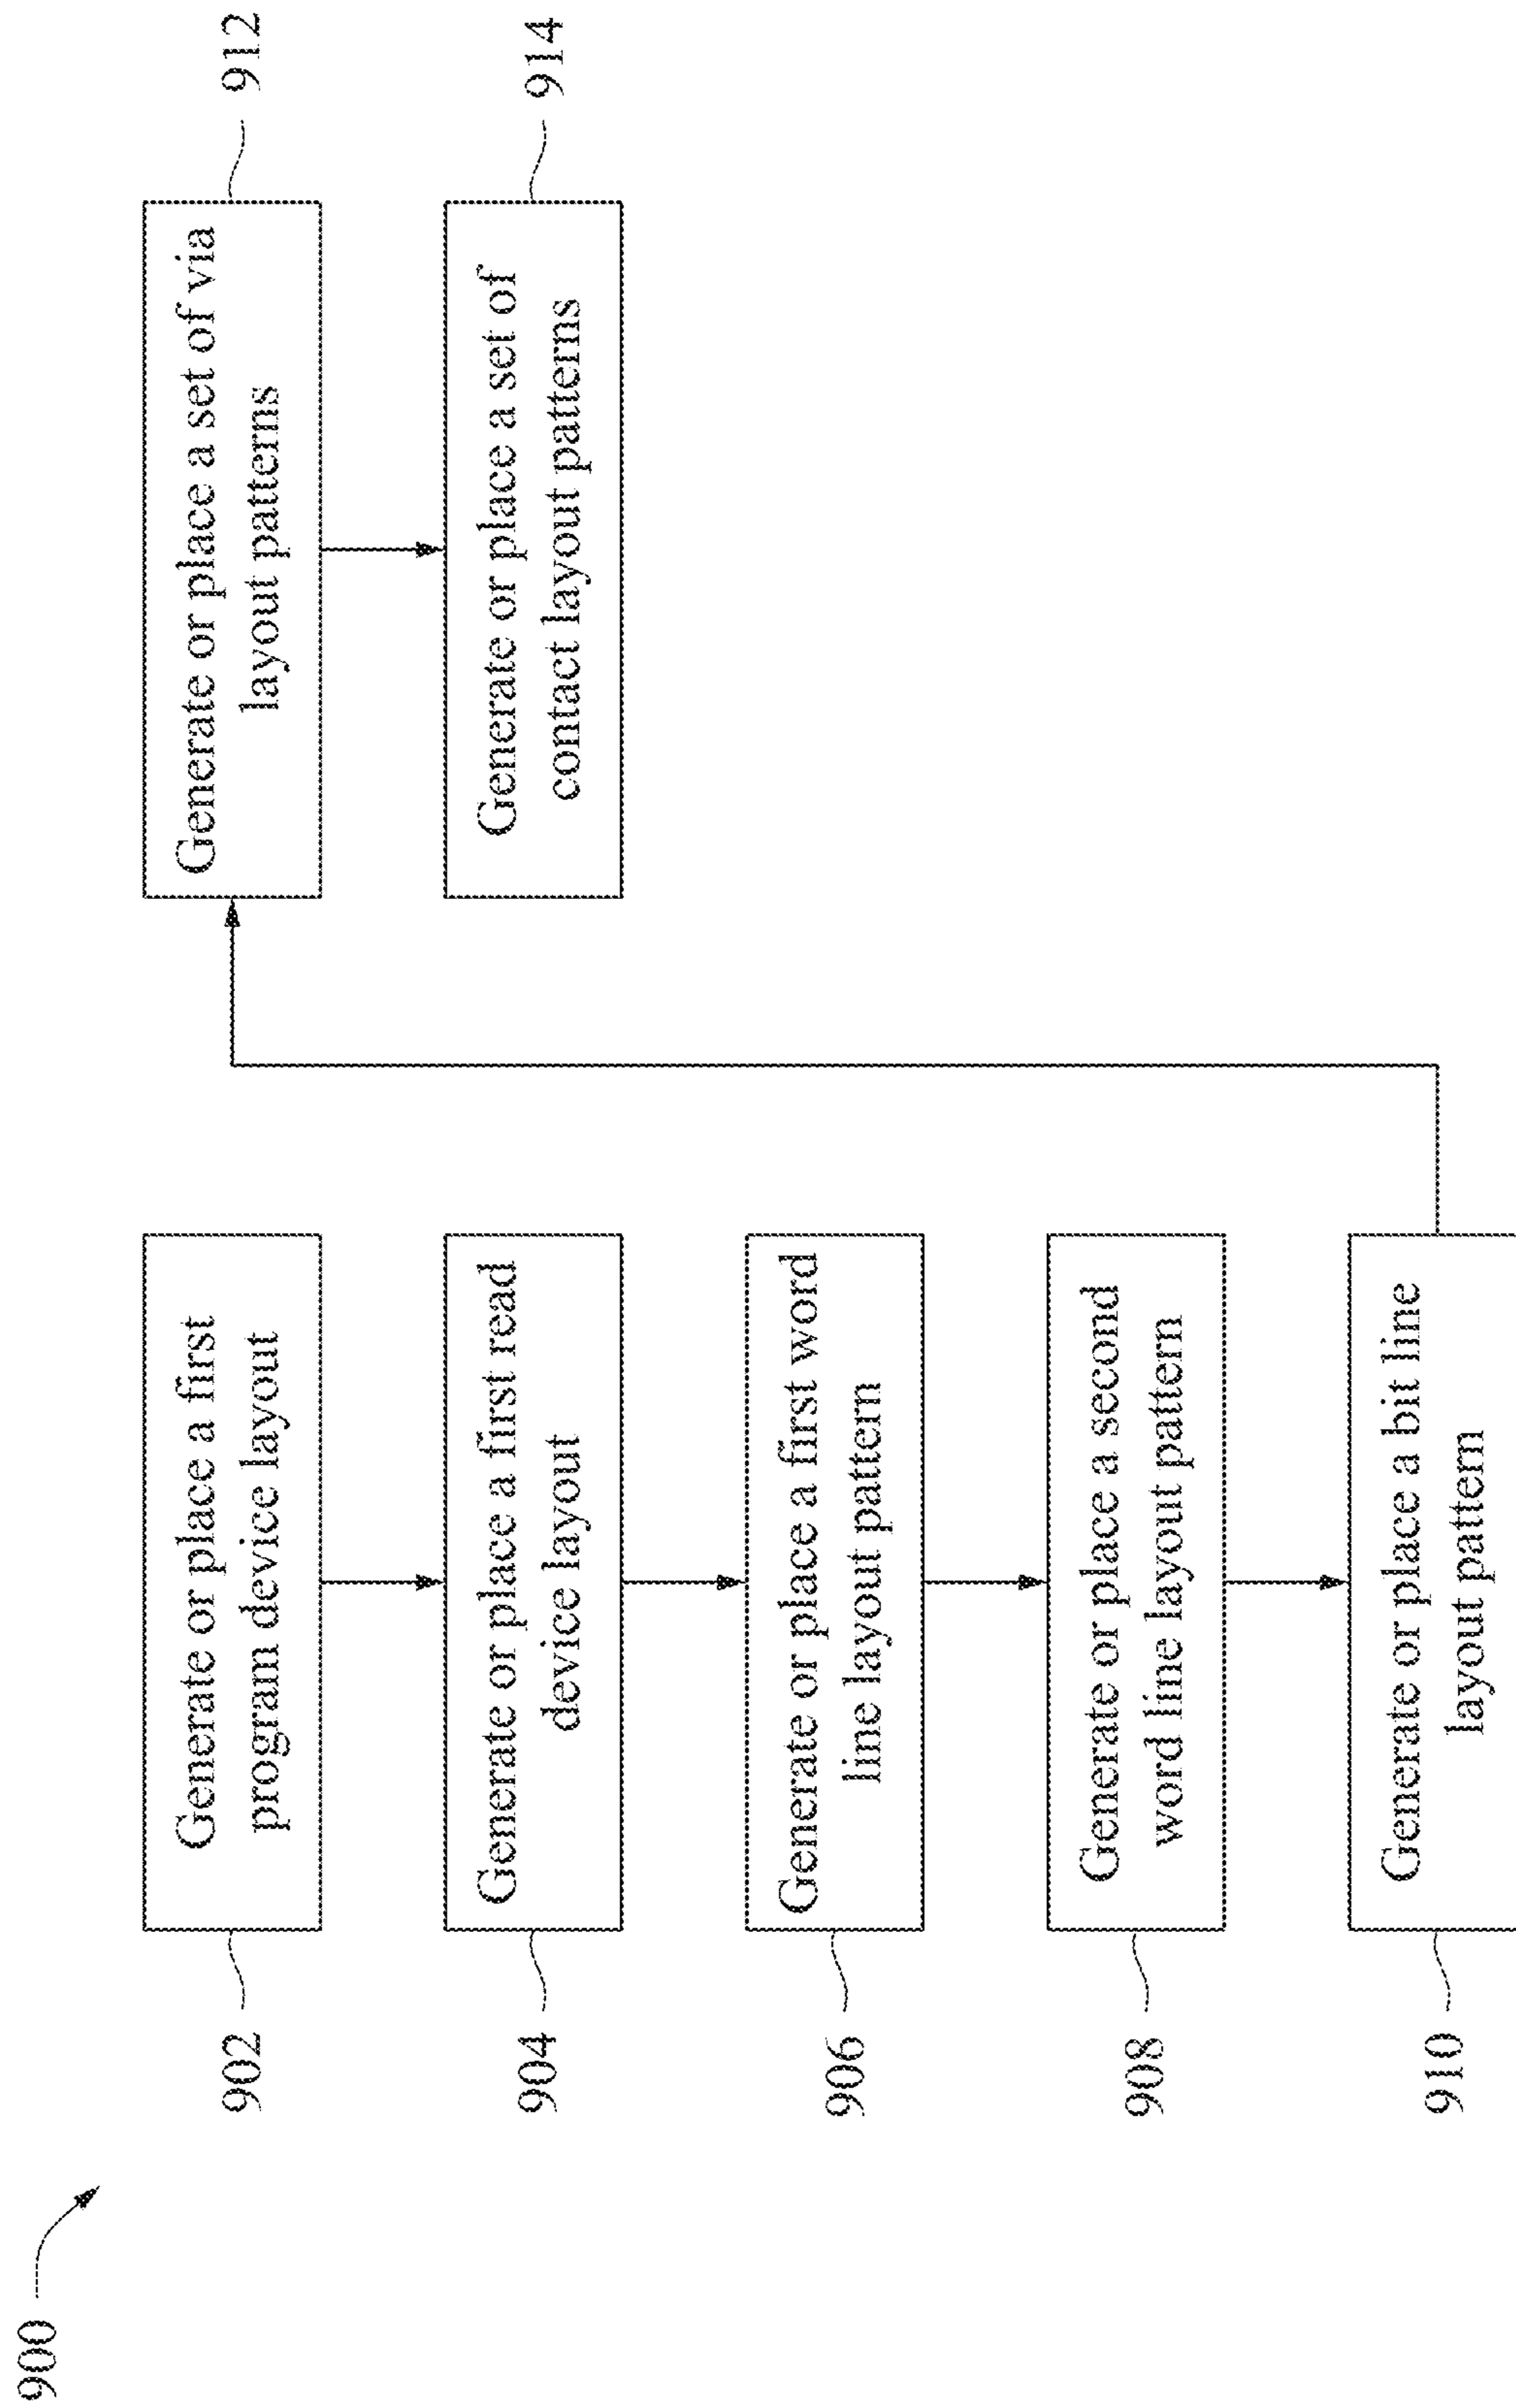 900
902
Generate or place a first
program device layout
904
Generate or place a first read
device layout
906
Generate or place a first word
line layout pattern
908
Generate or place a second
word line layout pattern
910
Generate or place a bit line
layout pattern
Generate or place a set of via
layout patterns
912
Generate or place a set of
contact layout patterns
914